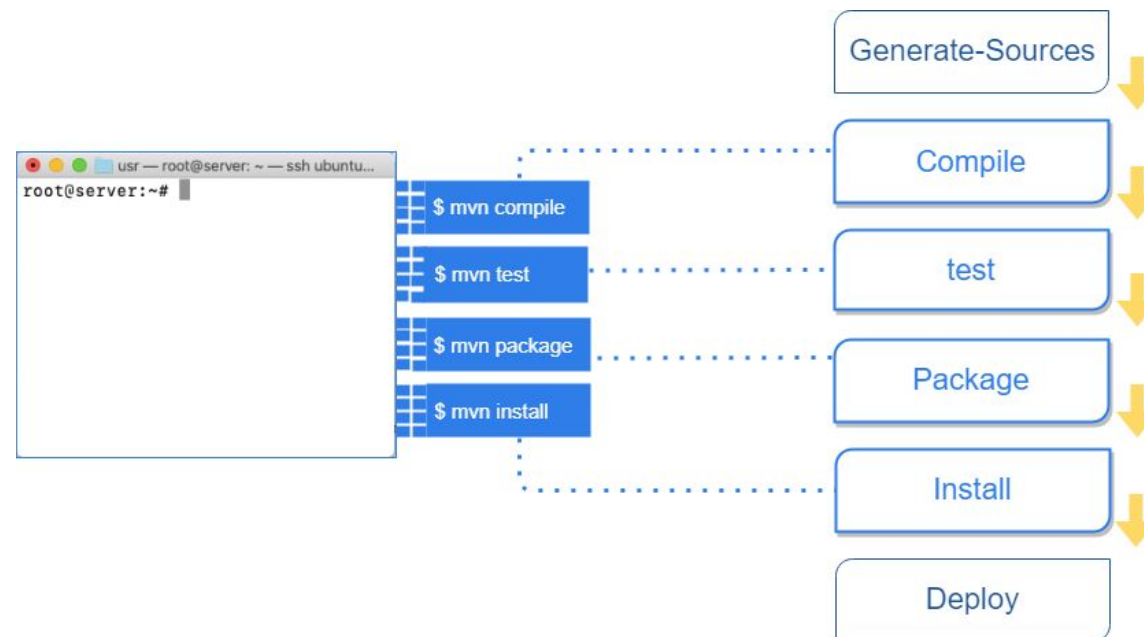 Generate-Sources
usr — root@server: ~ — ssh ubuntu...
root@server:~#
$ mvn compile
Compile
$ mvn test
test
$ mvn package
Package
$ mvn install
Install
Deploy